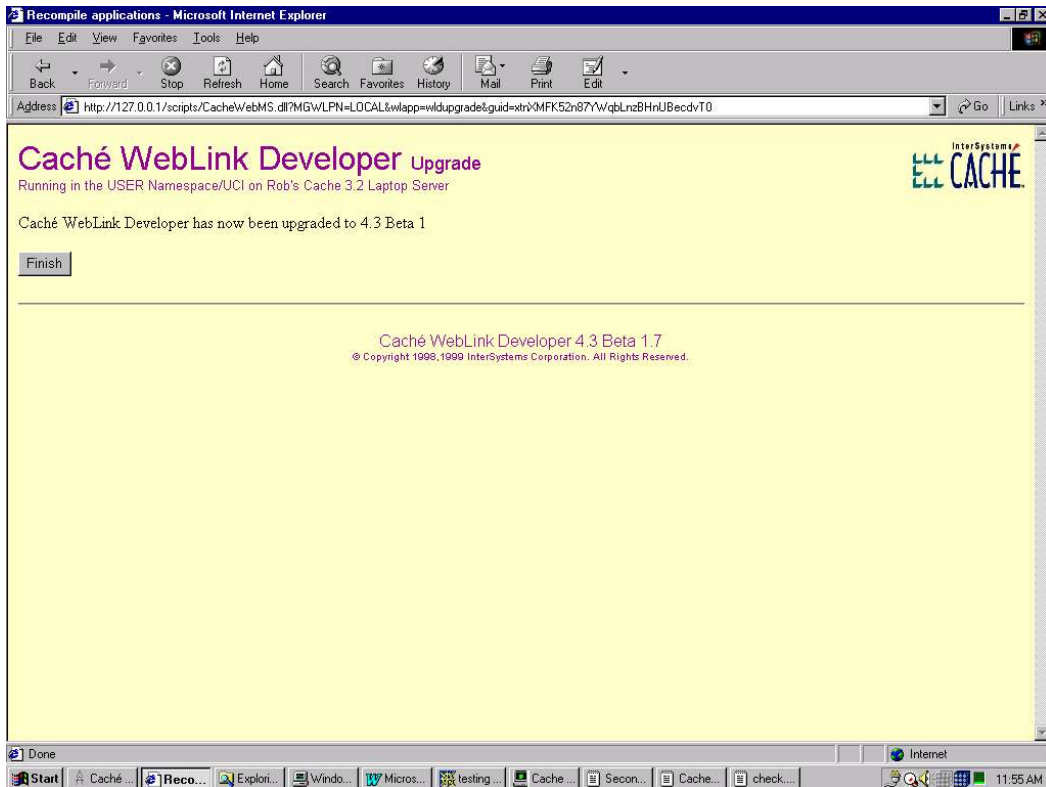 Recompile applications - Microsoft Internet Explorer
File Edit View Favorites Tools Help
Back Forward Stop Refresh Home Search Favorites History Mail Print Edit
Address http://127.0.0.1/scripts/CacheWebMS.dll?MGWLPN=LOCAL&wlapp=wldupgrade&guid=xtnXMFK52n87YWqbLnzBHnUBecdvT0 Go Links »
Caché WebLink Developer Upgrade
InterSystems
CACHÉ
Running in the USER Namespace/UCI on Rob's Cache 3.2 Laptop Server
Caché WebLink Developer has now been upgraded to 4.3 Beta 1
Finish
Caché WebLink Developer 4.3 Beta 1.7
© Copyright 1998,1999 InterSystems Corporation. All Rights Reserved.
Done Internet
Start Caché ... Reco... Explori... Windo... Micros... testing ... Cache ... Secon... Cache... check.... 11:55 AM